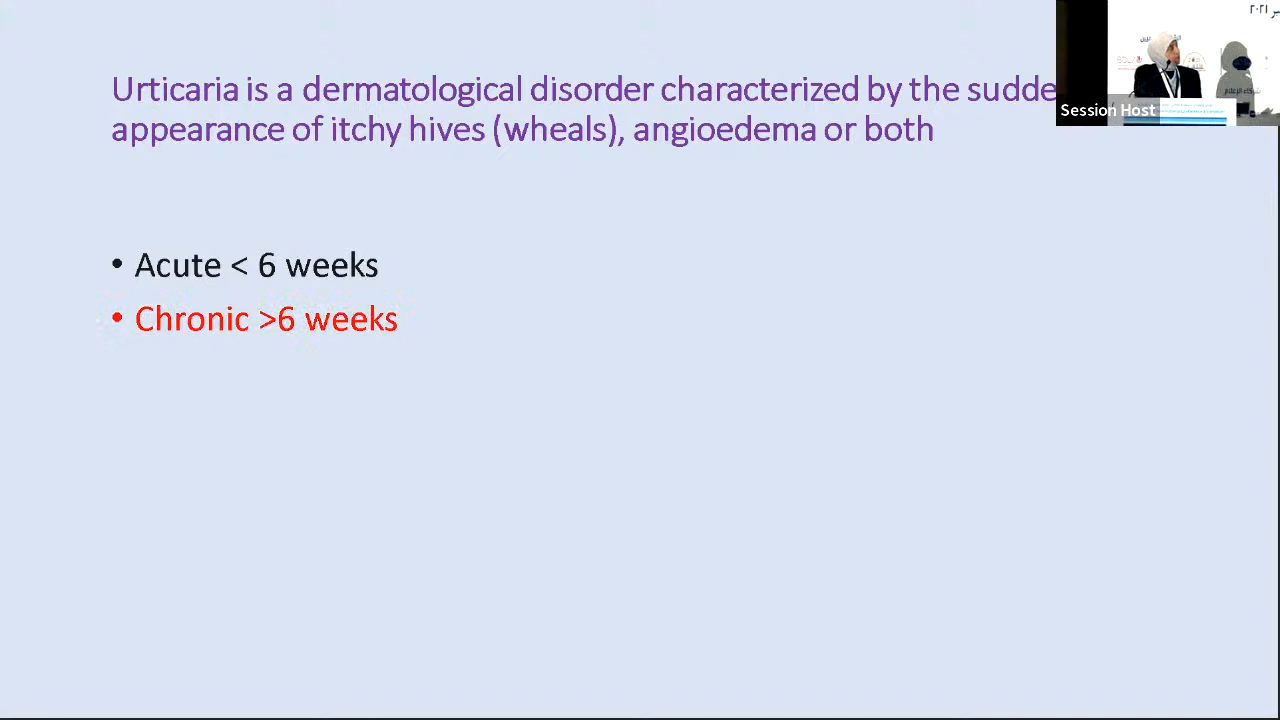 Urticaria is a dermatological disorder characterized by the sudde
appearance of itchy hives (wheals), angioedema or both
• Acute < 6 weeks
• Chronic >6 weeks
٢٠٢١
Session Host